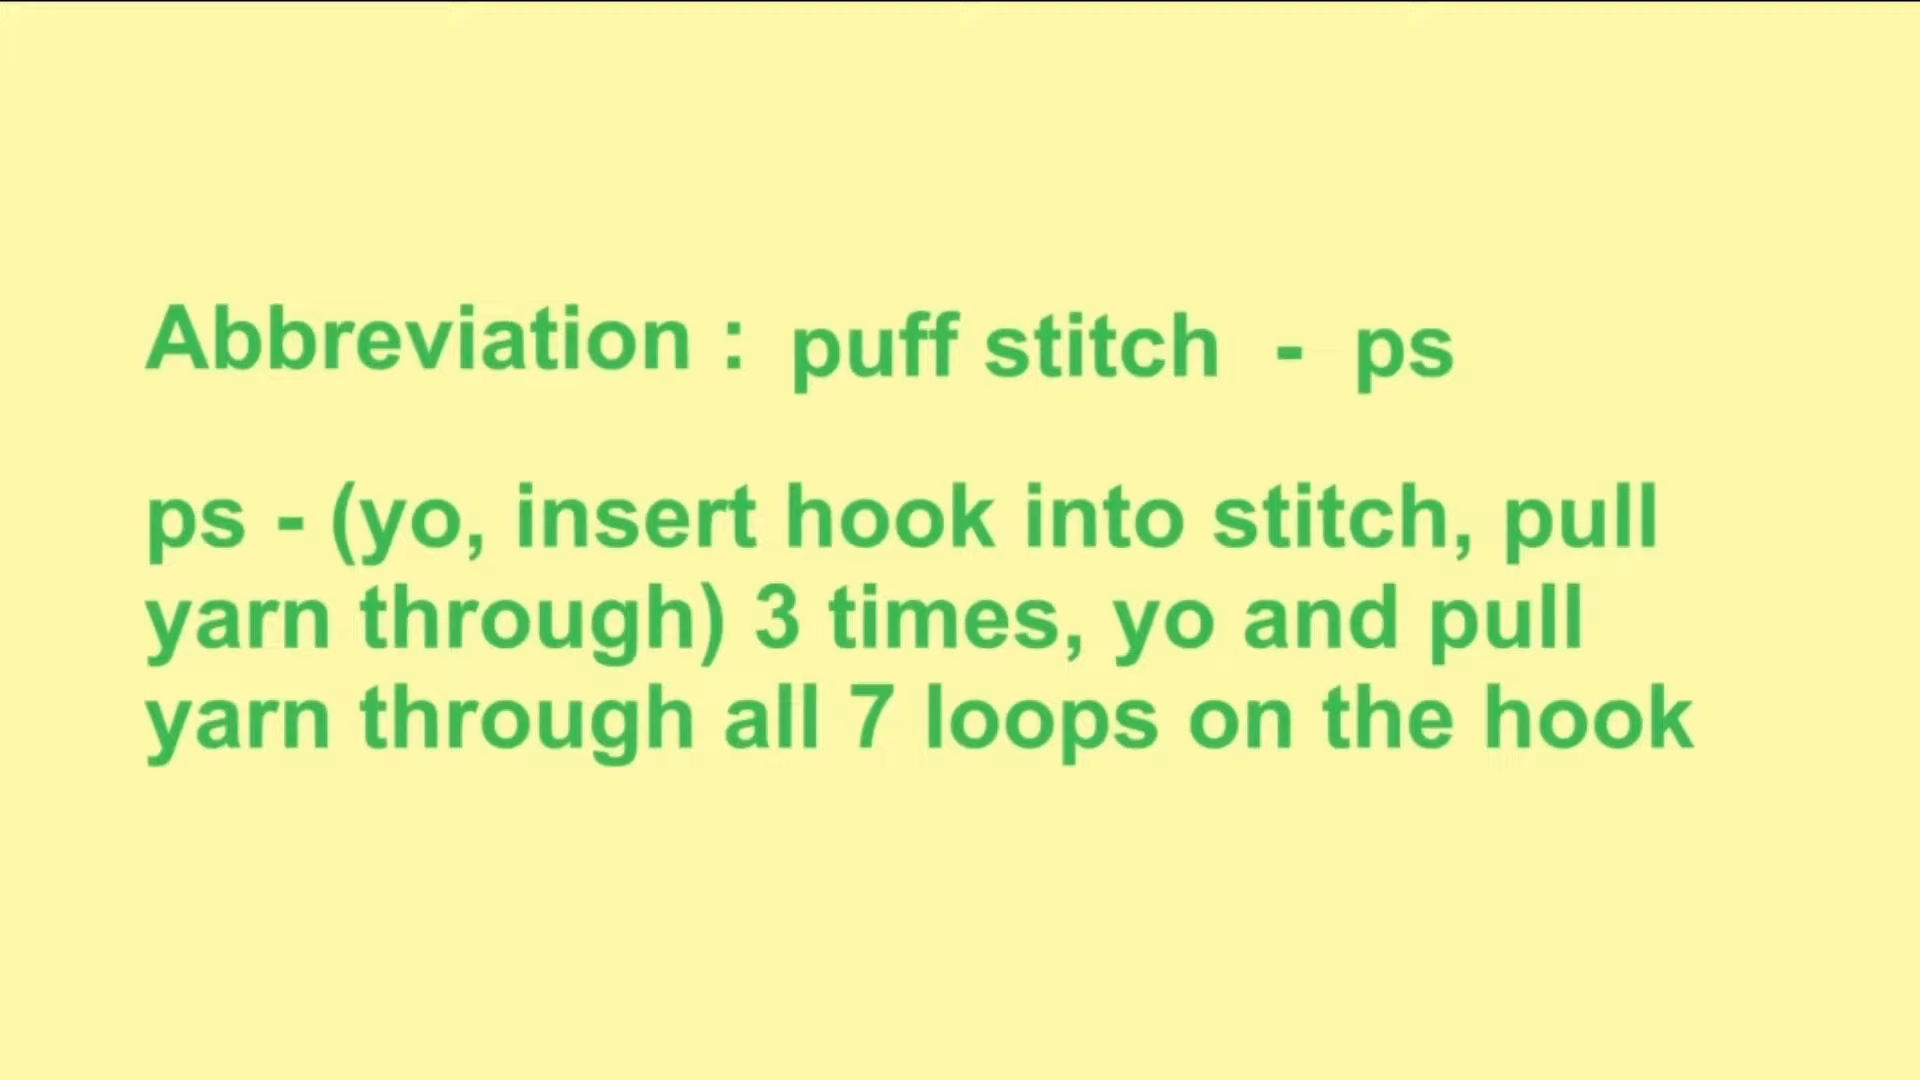 Abbreviation : puff stitch - ps
ps - (yo, insert hook into stitch, pull
yarn through) 3 times, yo and pull
yarn through all 7 loops on the hook